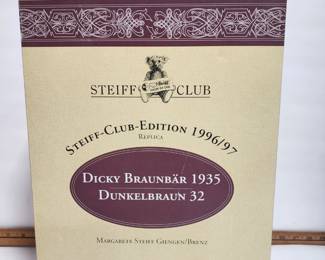 STEIFF CLUB
STEIFF-CLUB-EDITION 1996/97
REPLICA
DICKY BRAUNBÄR 1935
DUNKELBRAUN 32
MARGARETE STEIFF GIENGEN/BRENZ